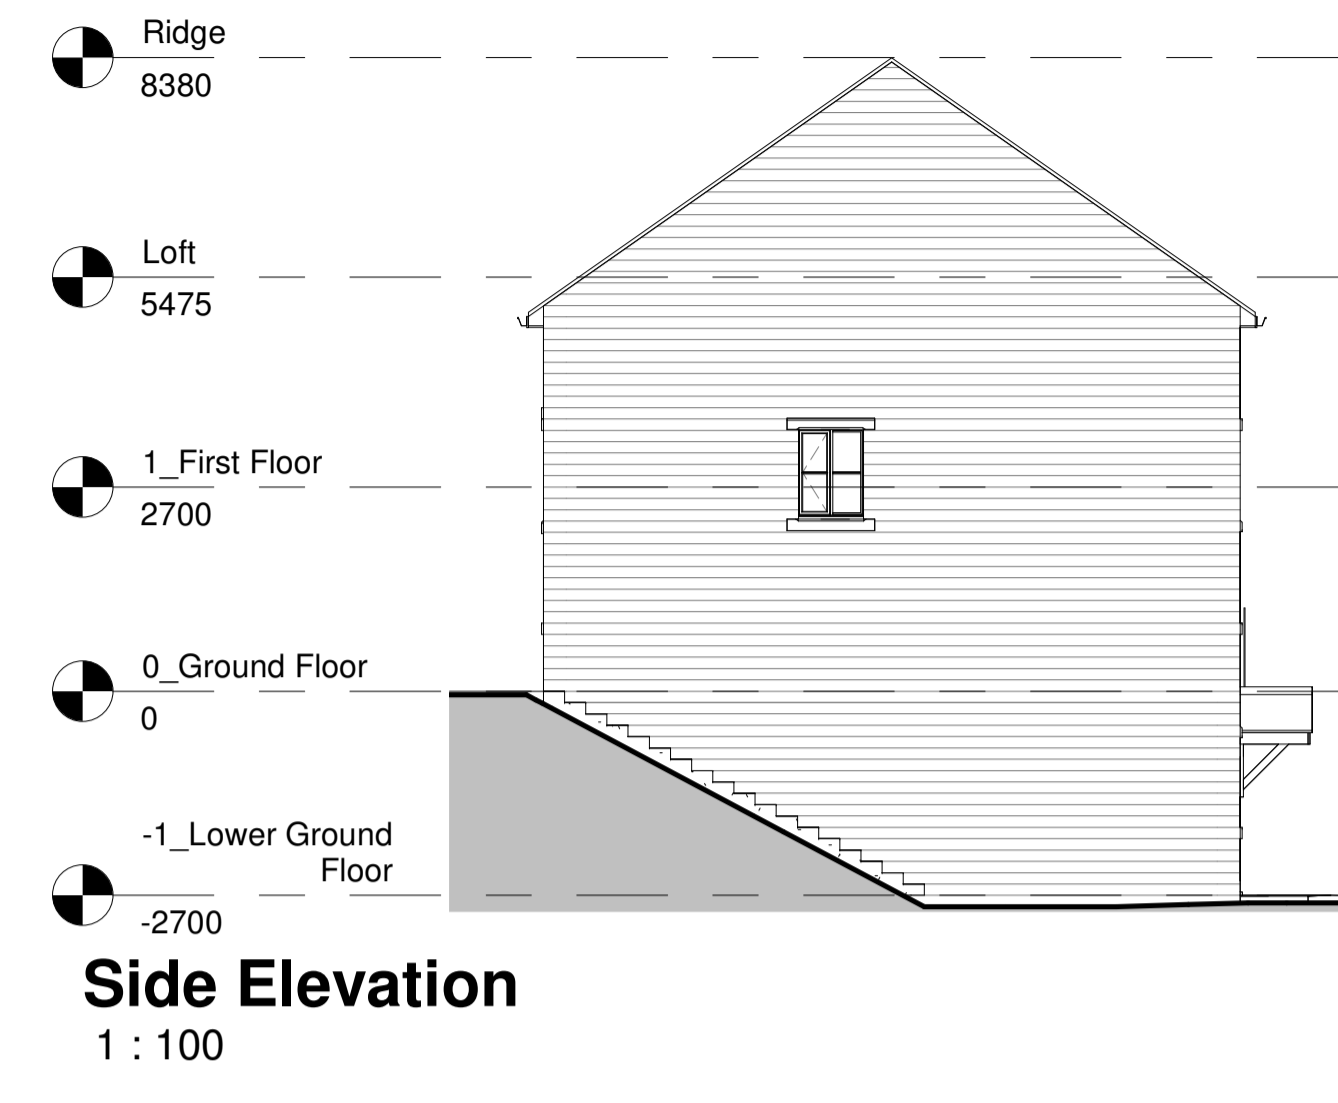 Ridge
8380
Loft
5475
1_First Floor
2700
0_Ground Floor
0
-1_Lower Ground
Floor
-2700
Side Elevation
1 : 100